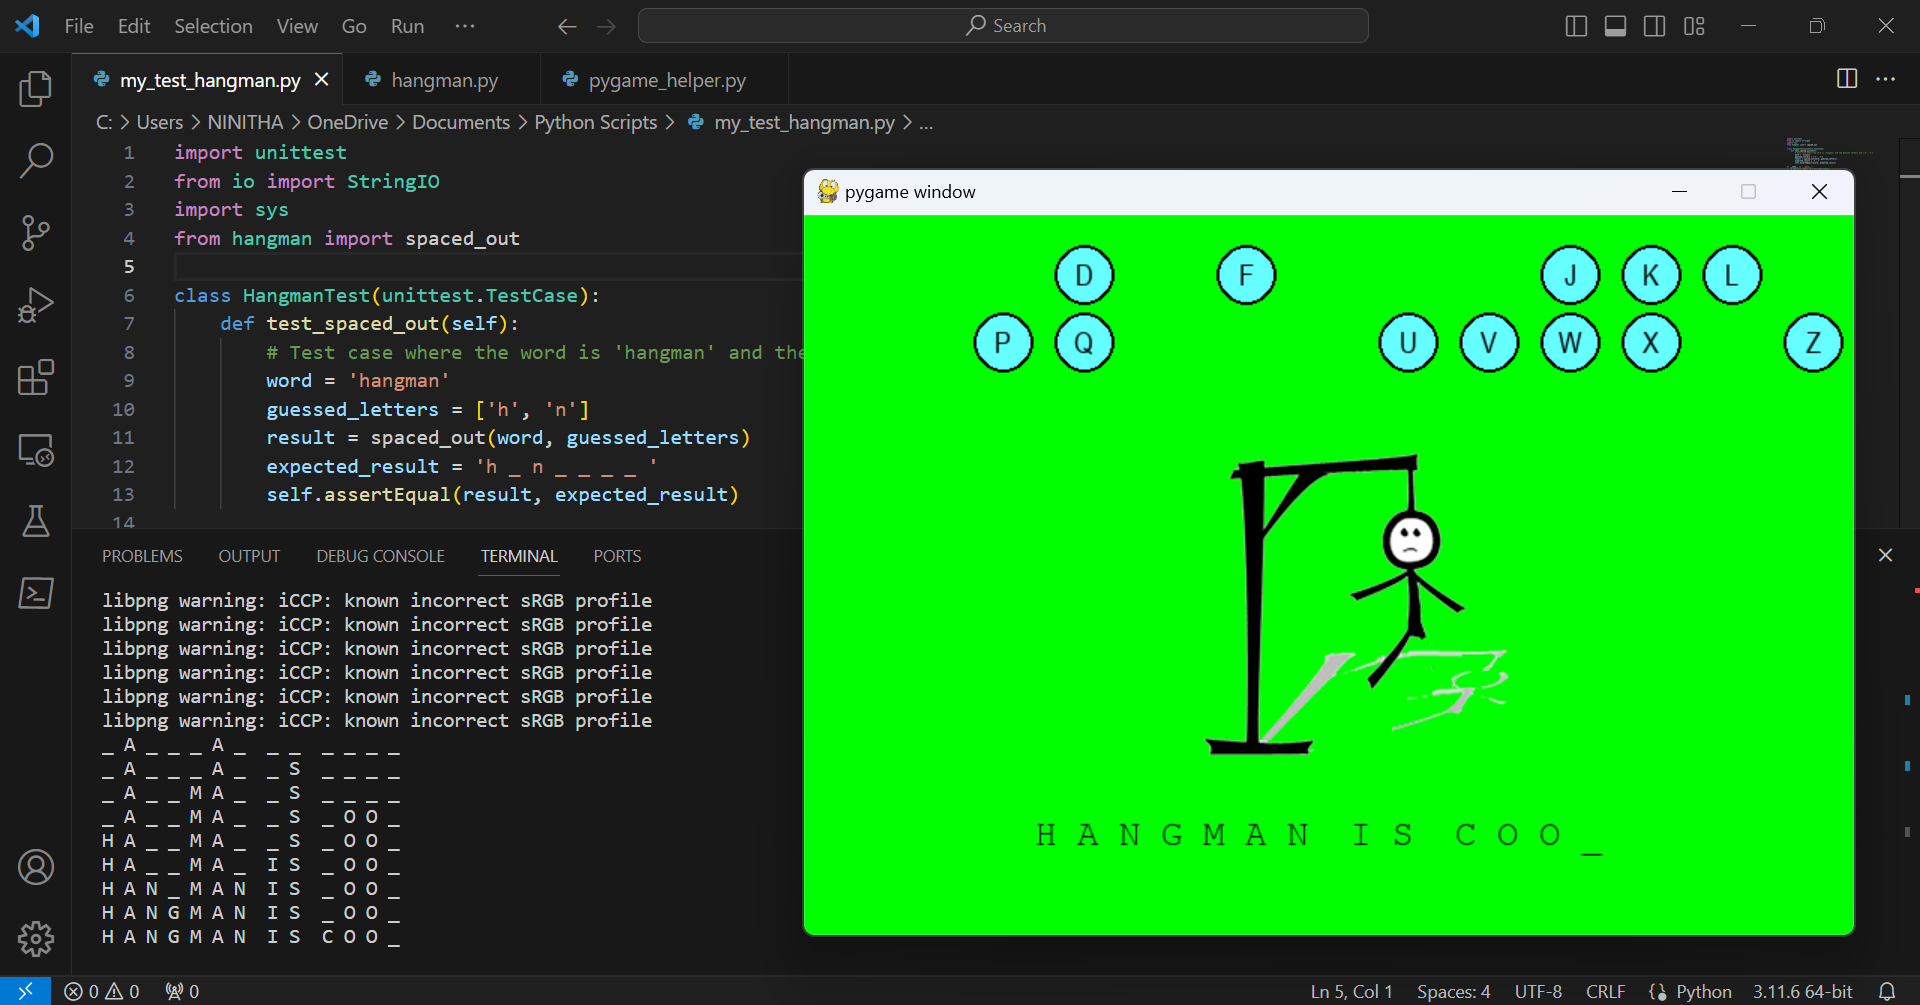 File Edit Selection View Go Run ··· Search
my_test_hangman.py hangman.py pygame_helper.py
C: > Users > NINITHA > OneDrive > Documents > Python Scripts > my_test_hangman.py > ...
1 import unittest
2 from io import StringIO
3 import sys
4 from hangman import spaced_out
5
6 class HangmanTest(unittest.TestCase):
7 def test_spaced_out(self):
8 # Test case where the word is 'hangman' and the
9 word = 'hangman'
10 guessed_letters = ['h', 'n']
11 result = spaced_out(word, guessed_letters)
12 expected_result = 'h _ n _ _ _ _ '
13 self.assertEqual(result, expected_result)
14
PROBLEMS OUTPUT DEBUG CONSOLE TERMINAL PORTS
libpng warning: iCCP: known incorrect sRGB profile
libpng warning: iCCP: known incorrect sRGB profile
libpng warning: iCCP: known incorrect sRGB profile
libpng warning: iCCP: known incorrect sRGB profile
libpng warning: iCCP: known incorrect sRGB profile
libpng warning: iCCP: known incorrect sRGB profile
_ A _ _ _ A _  _ _  _ _ _ _
_ A _ _ _ A _  _ S  _ _ _ _
_ A _ _ M A _  _ S  _ _ _ _
_ A _ _ M A _  _ S  _ O O _
H A _ _ M A _  _ S  _ O O _
H A _ _ M A _  I S  _ O O _
H A N _ M A N  I S  _ O O _
H A N G M A N  I S  _ O O _
H A N G M A N  I S  C O O _
pygame window
D F J K L
P Q U V W X Z
H A N G M A N  I S  C O O _
0 0 0 Ln 5, Col 1 Spaces: 4 UTF-8 CRLF Python 3.11.6 64-bit